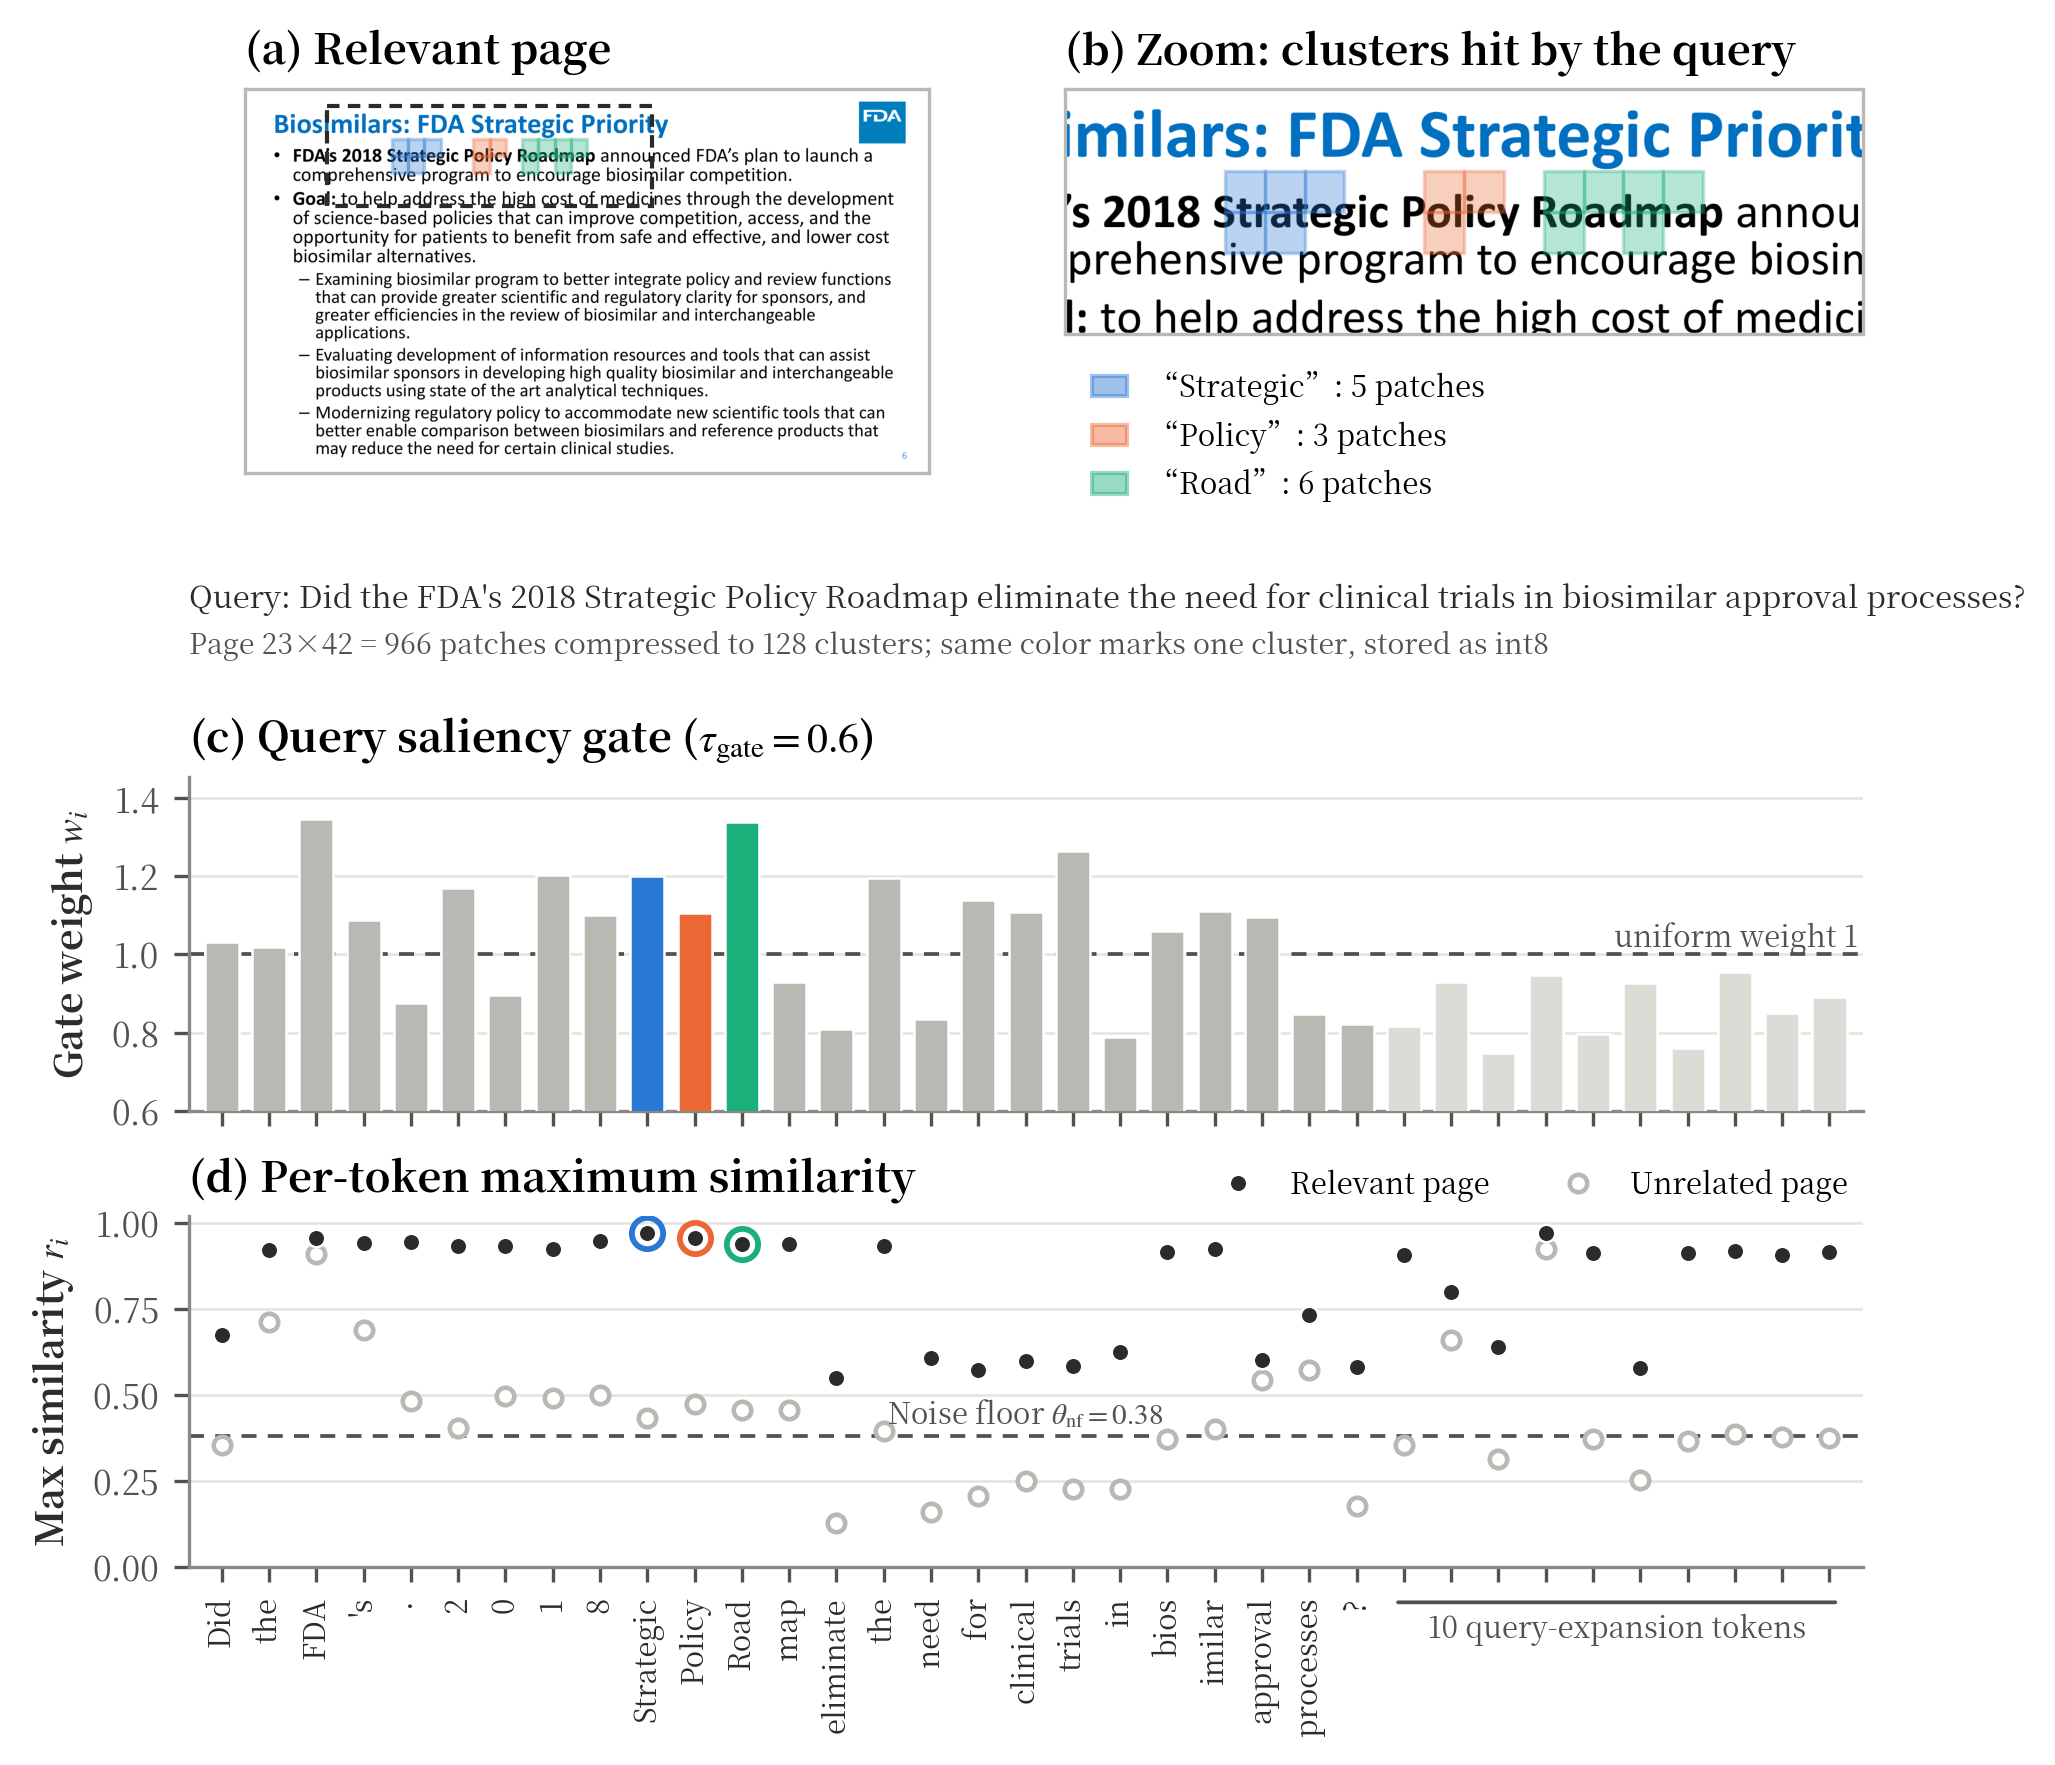 (a) Relevant page
Biosimilars: FDA Strategic Priority
FDA
• FDA's 2018 Strategic Policy Roadmap announced FDA's plan to launch a
comprehensive program to encourage biosimilar competition.
• Goal: to help address the high cost of medicines through the development
of science-based policies that can improve competition, access, and the
opportunity for patients to benefit from safe and effective, and lower cost
biosimilar alternatives.
– Examining biosimilar program to better integrate policy and review functions
that can provide greater scientific and regulatory clarity for sponsors, and
greater efficiencies in the review of biosimilar and interchangeable
applications.
– Evaluating development of information resources and tools that can assist
biosimilar sponsors in developing high quality biosimilar and interchangeable
products using state of the art analytical techniques.
– Modernizing regulatory policy to accommodate new scientific tools that can
better enable comparison between biosimilars and reference products that
may reduce the need for certain clinical studies.
6
(b) Zoom: clusters hit by the query
imilars: FDA Strategic Priorit
's 2018 Strategic Policy Roadmap annou
prehensive program to encourage biosim
l: to help address the high cost of medici
“Strategic” : 5 patches
“Policy” : 3 patches
“Road” : 6 patches
Query: Did the FDA's 2018 Strategic Policy Roadmap eliminate the need for clinical trials in biosimilar approval processes?
Page 23×42 = 966 patches compressed to 128 clusters; same color marks one cluster, stored as int8
(c) Query saliency gate (τgate = 0.6)
Gate weight wi
1.4
1.2
1.0
0.8
0.6
uniform weight 1
(d) Per-token maximum similarity
Relevant page
Unrelated page
Max similarity ri
1.00
0.75
0.50
0.25
0.00
Noise floor θnf = 0.38
Did
the
FDA
's
·
2
0
1
8
Strategic
Policy
Road
map
eliminate
the
need
for
clinical
trials
in
bios
imilar
approval
processes
?
10 query-expansion tokens